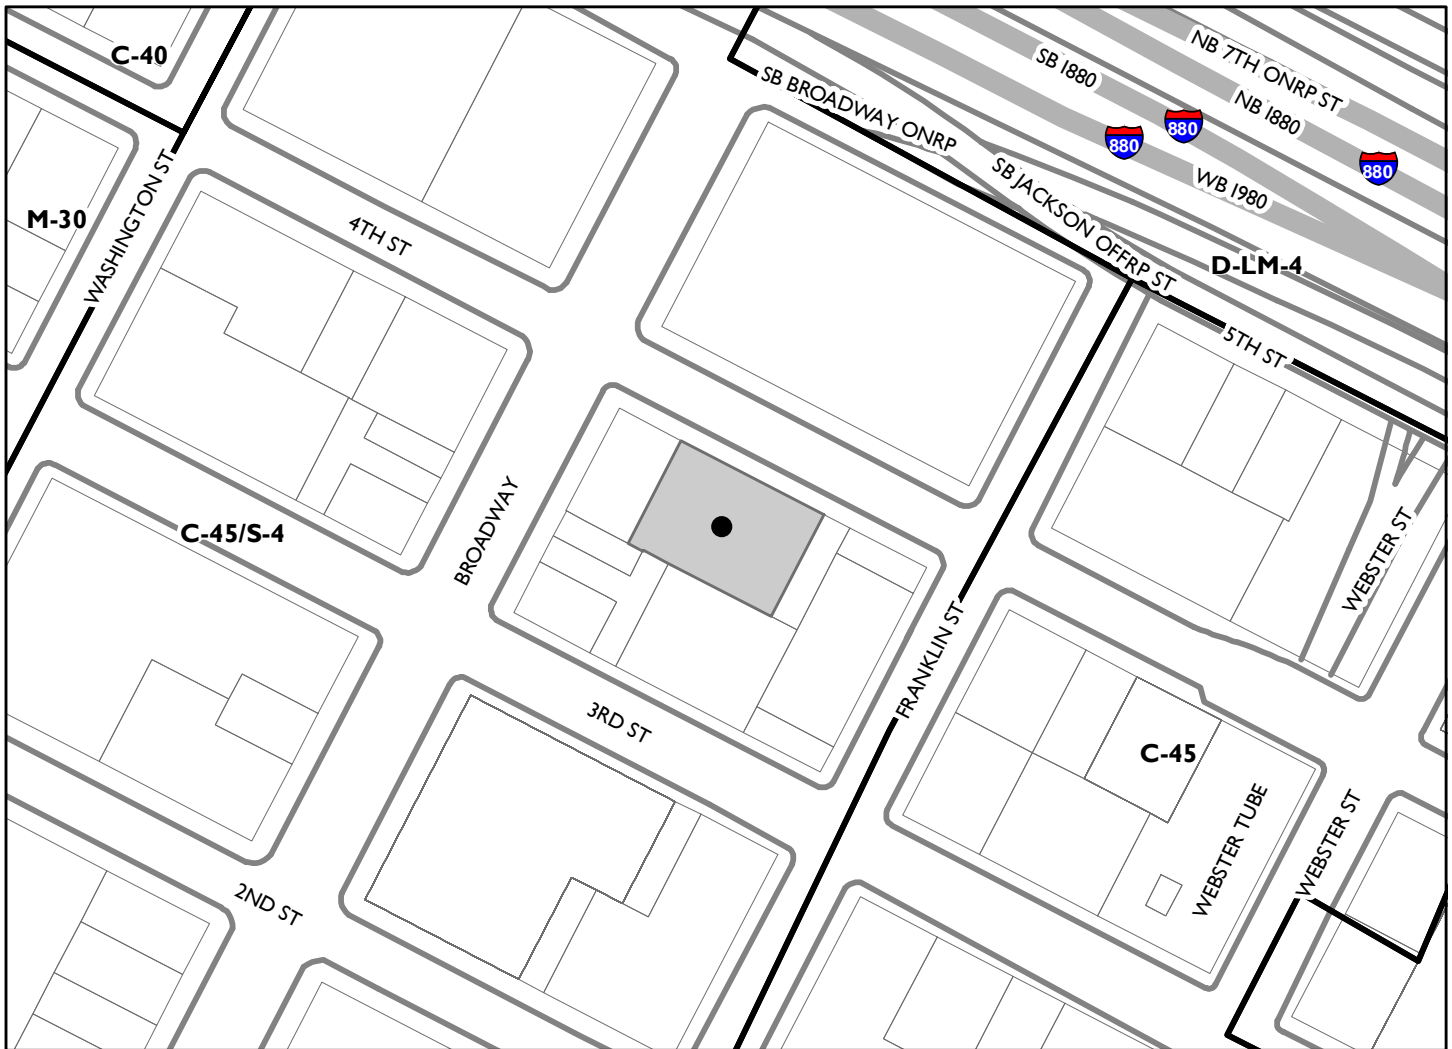 C-40
NB 7TH ONRP ST
SB I880
NB I880
SB BROADWAY ONRP
880
880
880
WB I980
SB JACKSON OFFRP ST
D-LM-4
M-30
WASHINGTON ST
4TH ST
5TH ST
C-45/S-4
BROADWAY
WEBSTER ST
FRANKLIN ST
3RD ST
C-45
WEBSTER TUBE
WEBSTER ST
2ND ST